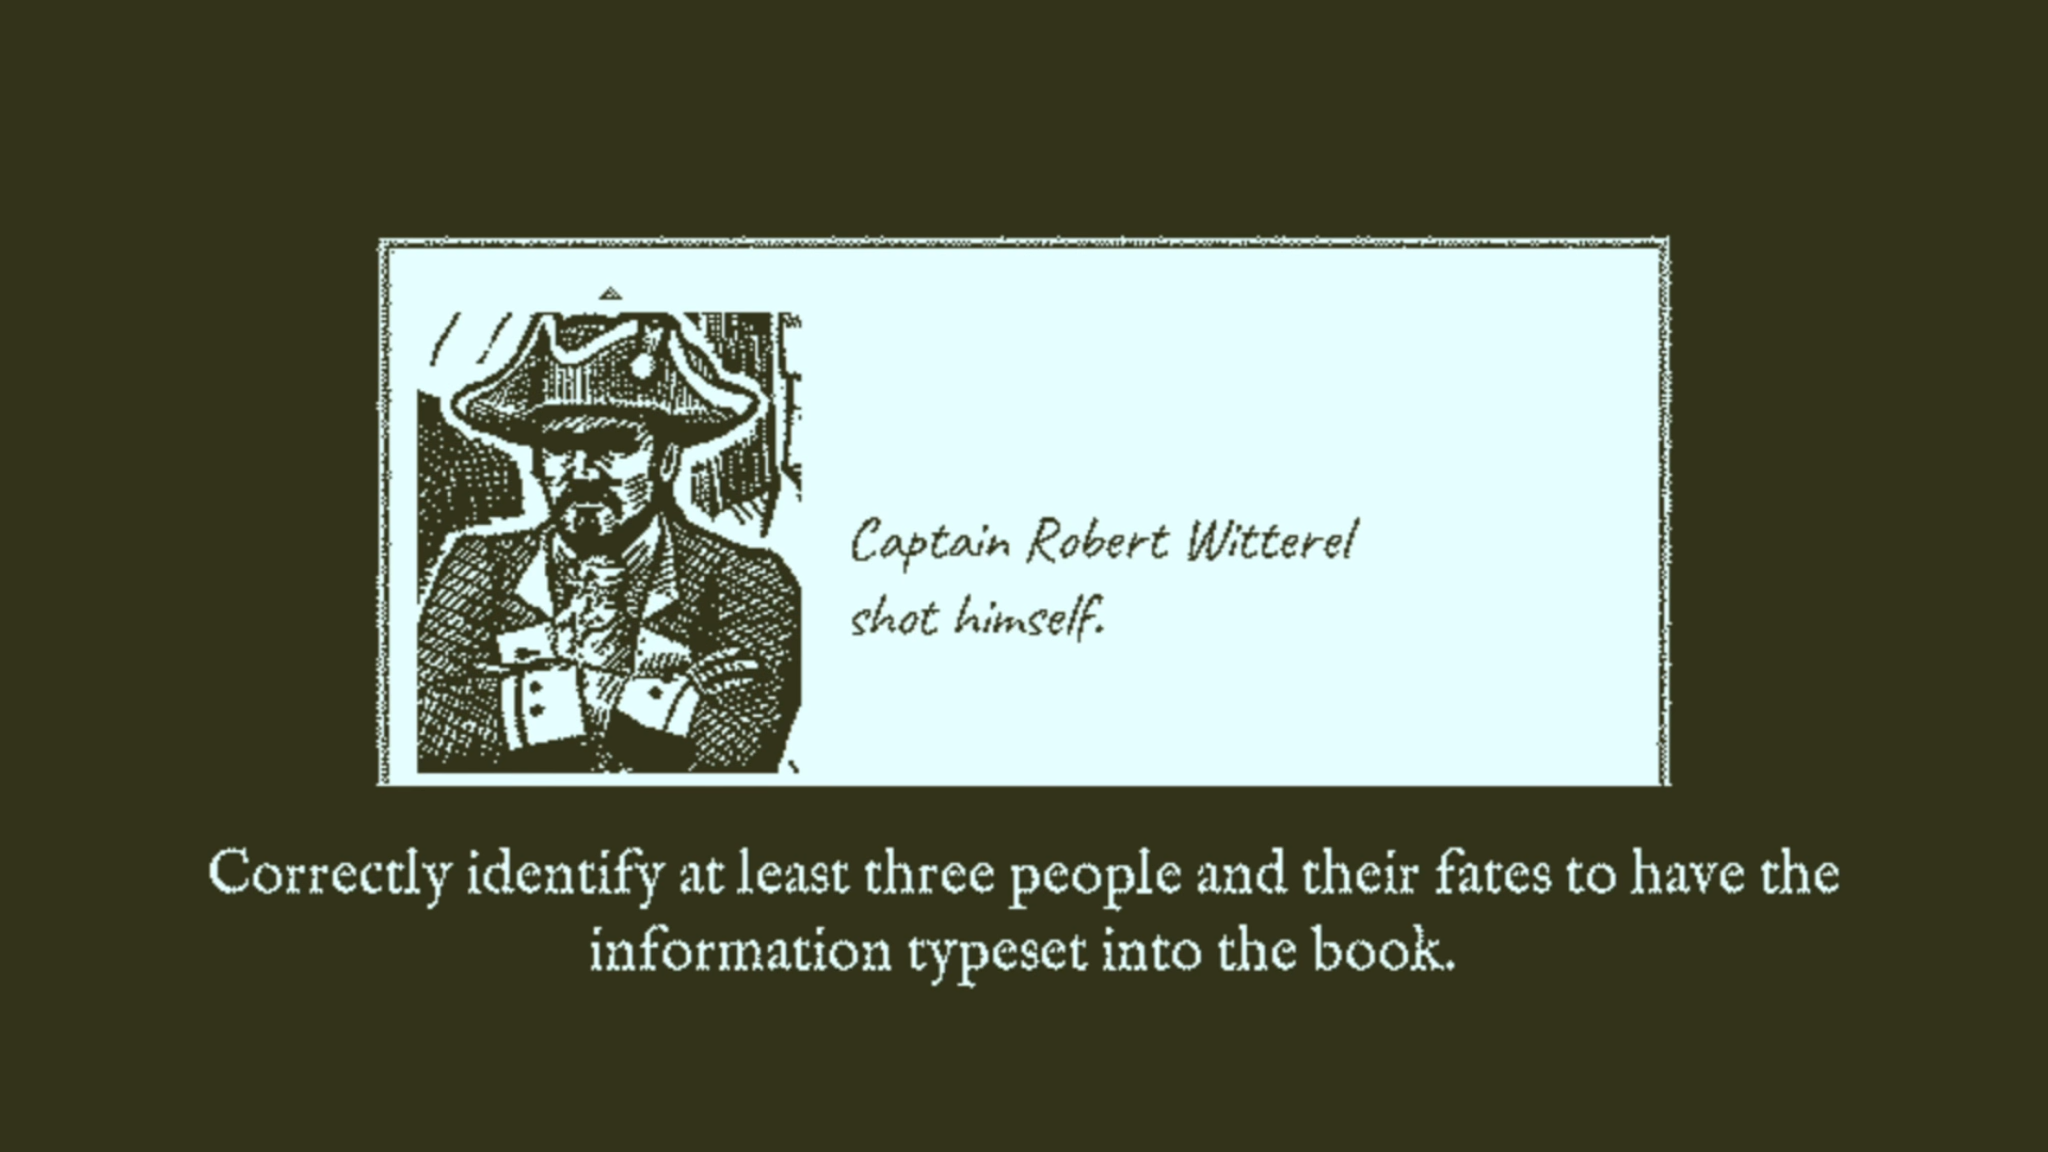 Captain Robert Witterel
shot himself.
Correctly identify at least three people and their fates to have the
information typeset into the book.